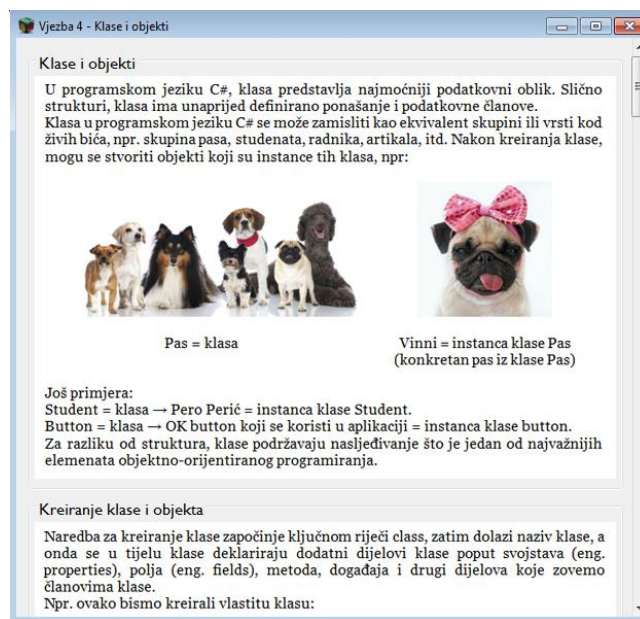 Vjezba 4 - Klase i objekti
Klase i objekti
U programskom jeziku C#, klasa predstavlja najmoćniji podatkovni oblik. Slično
strukturi, klasa ima unaprijed definirano ponašanje i podatkovne članove.
Klasa u programskom jeziku C# se može zamisliti kao ekvivalent skupini ili vrsti kod
živih bića, npr. skupina pasa, studenata, radnika, artikala, itd. Nakon kreiranja klase,
mogu se stvoriti objekti koji su instance tih klasa, npr:
Pas = klasa
Vinni = instanca klase Pas
(konkretan pas iz klase Pas)
Još primjera:
Student = klasa → Pero Perić = instanca klase Student.
Button = klasa → OK button koji se koristi u aplikaciji = instanca klase button.
Za razliku od struktura, klase podržavaju nasljeđivanje što je jedan od najvažnijih
elemenata objektno-orijentiranog programiranja.
Kreiranje klase i objekta
Naredba za kreiranje klase započinje ključnom riječi class, zatim dolazi naziv klase, a
onda se u tijelu klase deklariraju dodatni dijelovi klase poput svojstava (eng.
properties), polja (eng. fields), metoda, događaja i drugi dijelova koje zovemo
članovima klase.
Npr. ovako bismo kreirali vlastitu klasu: